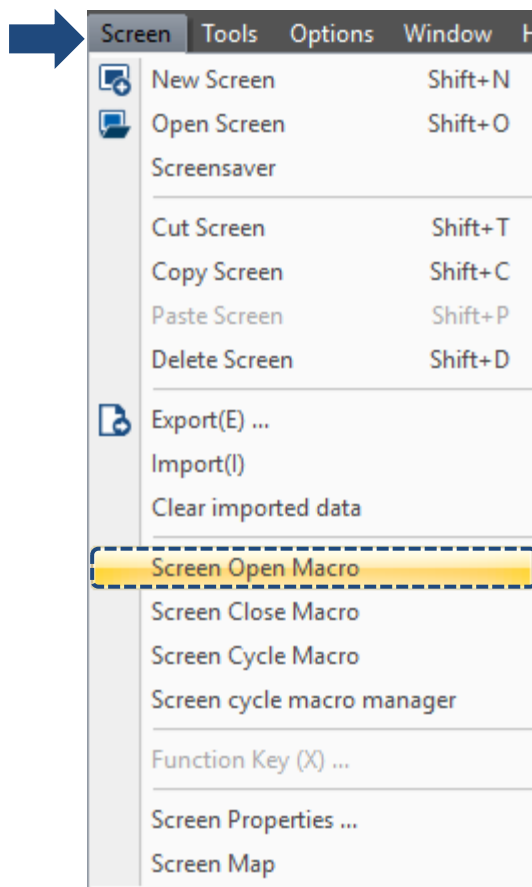 Screen Tools Options Window H
New Screen Shift+N
Open Screen Shift+O
Screensaver
Cut Screen Shift+T
Copy Screen Shift+C
Paste Screen Shift+P
Delete Screen Shift+D
Export(E) ...
Import(I)
Clear imported data
Screen Open Macro
Screen Close Macro
Screen Cycle Macro
Screen cycle macro manager
Function Key (X) ...
Screen Properties ...
Screen Map